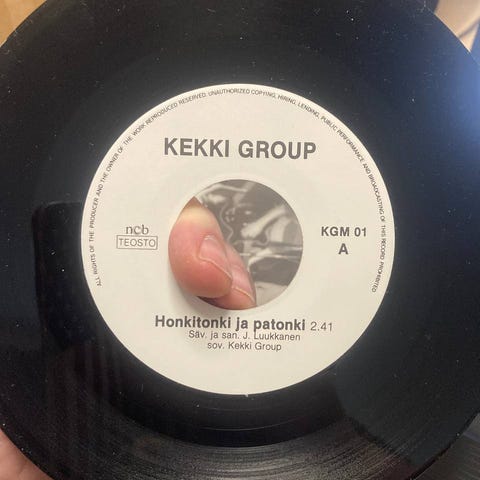 ALL RIGHTS OF THE PRODUCER AND THE OWNER OF THE WORK REPRODUCED RESERVED. UNAUTHORIZED COPYING, HIRING, LENDING, PUBLIC PERFORMANCE AND BROADCASTING OF THIS RECORD PROHIBITED
KEKKI GROUP
ncb
TEOSTO
KGM 01
A
Honkitonki ja patonki 2.41
Säv. ja san. J. Luukkanen
sov. Kekki Group